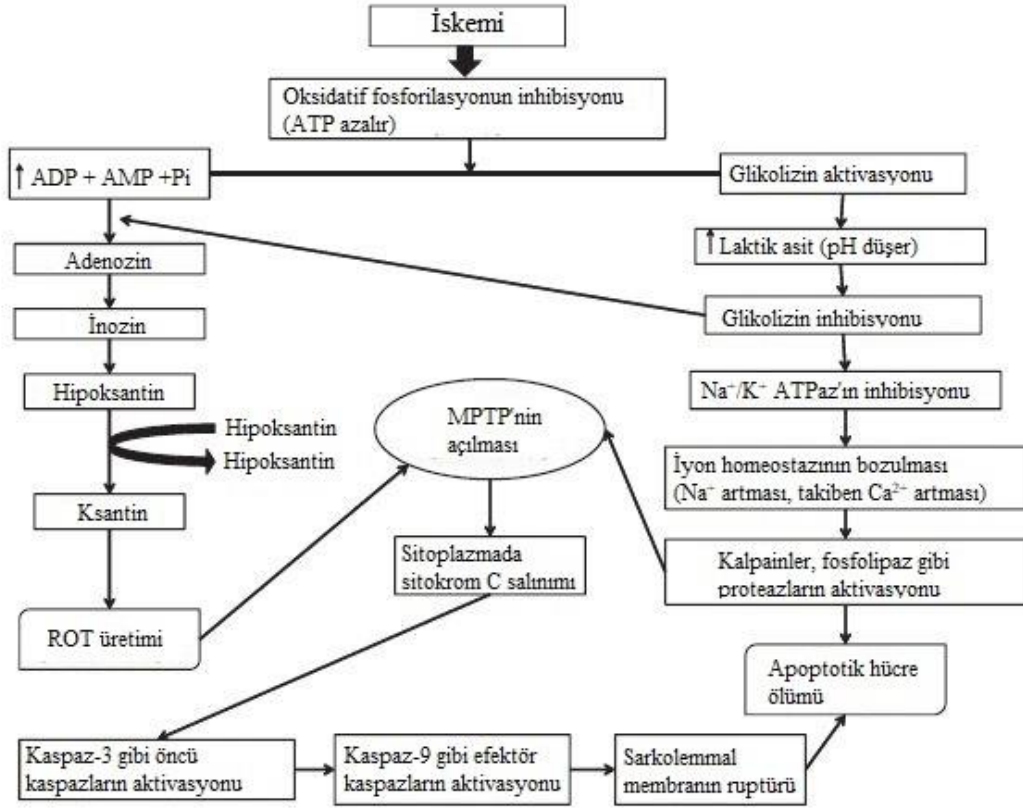 İskemi
Oksidatif fosforilasyonun inhibisyonu
(ATP azalır)
↑ ADP + AMP +Pi
Glikolizin aktivasyonu
↑ Laktik asit (pH düşer)
Adenozin
İnozin
Glikolizin inhibisyonu
Hipoksantin
Na⁺/K⁺ ATPaz'ın inhibisyonu
Hipoksantin
Hipoksantin
MPTP'nin
açılması
İyon homeostazının bozulması
(Na⁺ artması, takiben Ca²⁺ artması)
Ksantin
Sitoplazmada
sitokrom C salınımı
Kalpainler, fosfolipaz gibi
proteazların aktivasyonu
ROT üretimi
Apoptotik hücre
ölümü
Kaspaz-3 gibi öncü
kaspazların aktivasyonu
Kaspaz-9 gibi efektör
kaspazların aktivasyonu
Sarkolemmal
membranın ruptürü